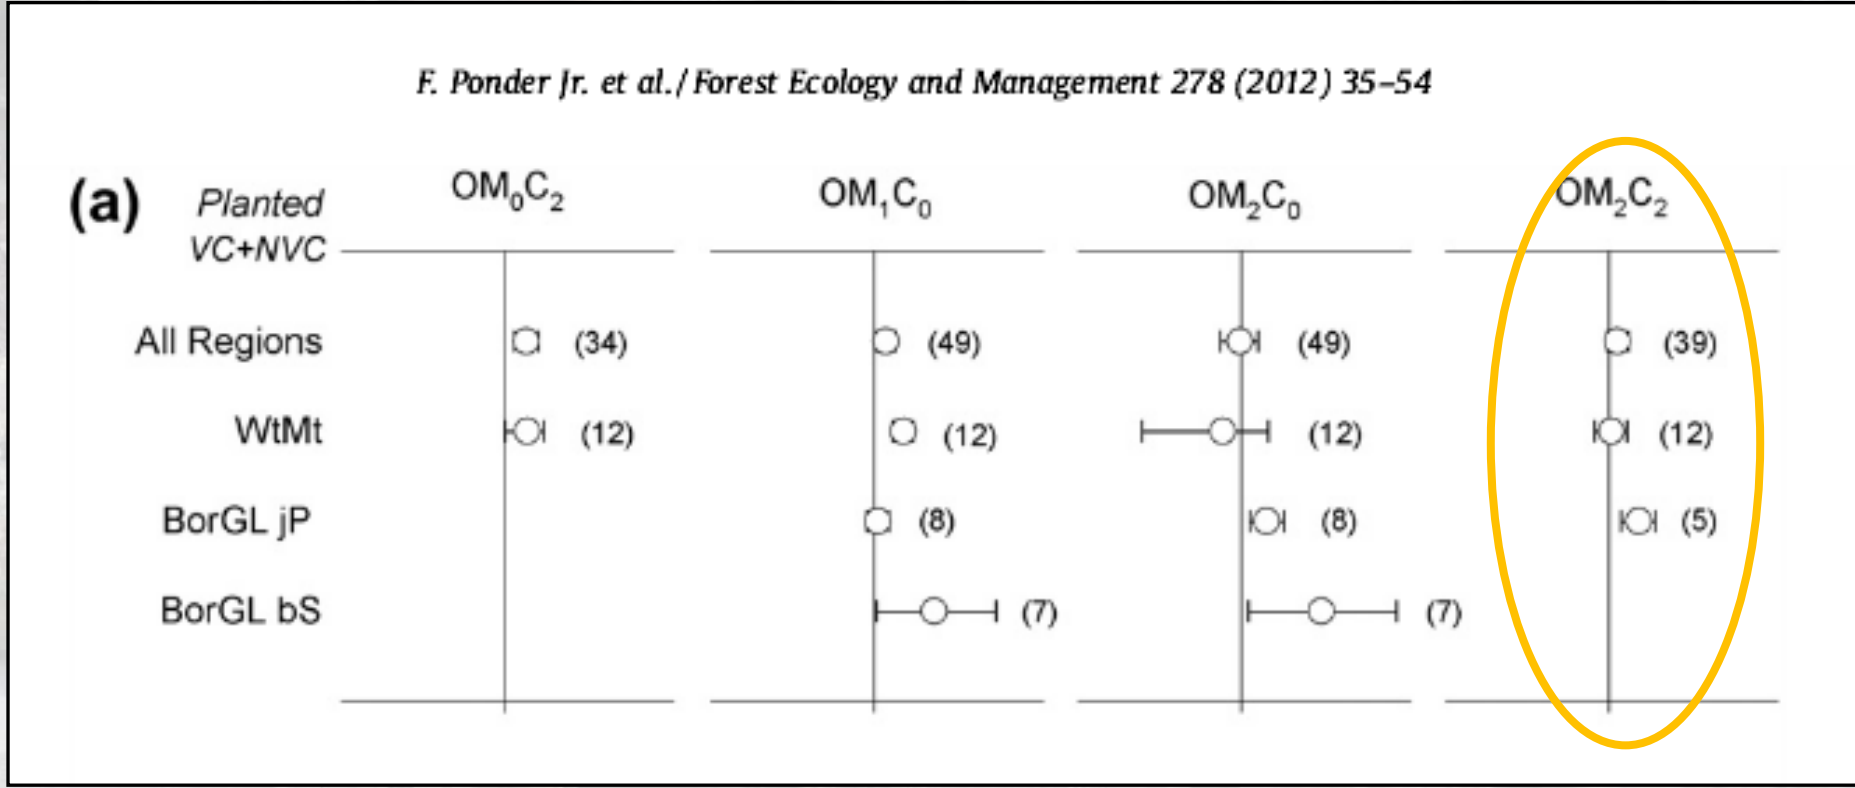 F. Ponder Jr. et al. / Forest Ecology and Management 278 (2012) 35–54
(a) Planted VC+NVC OM₀C₂ OM₁C₀ OM₂C₀ OM₂C₂
All Regions (34) (49) (49) (39)
WtMt (12) (12) (12) (12)
BorGL jP (8) (8) (5)
BorGL bS (7) (7)